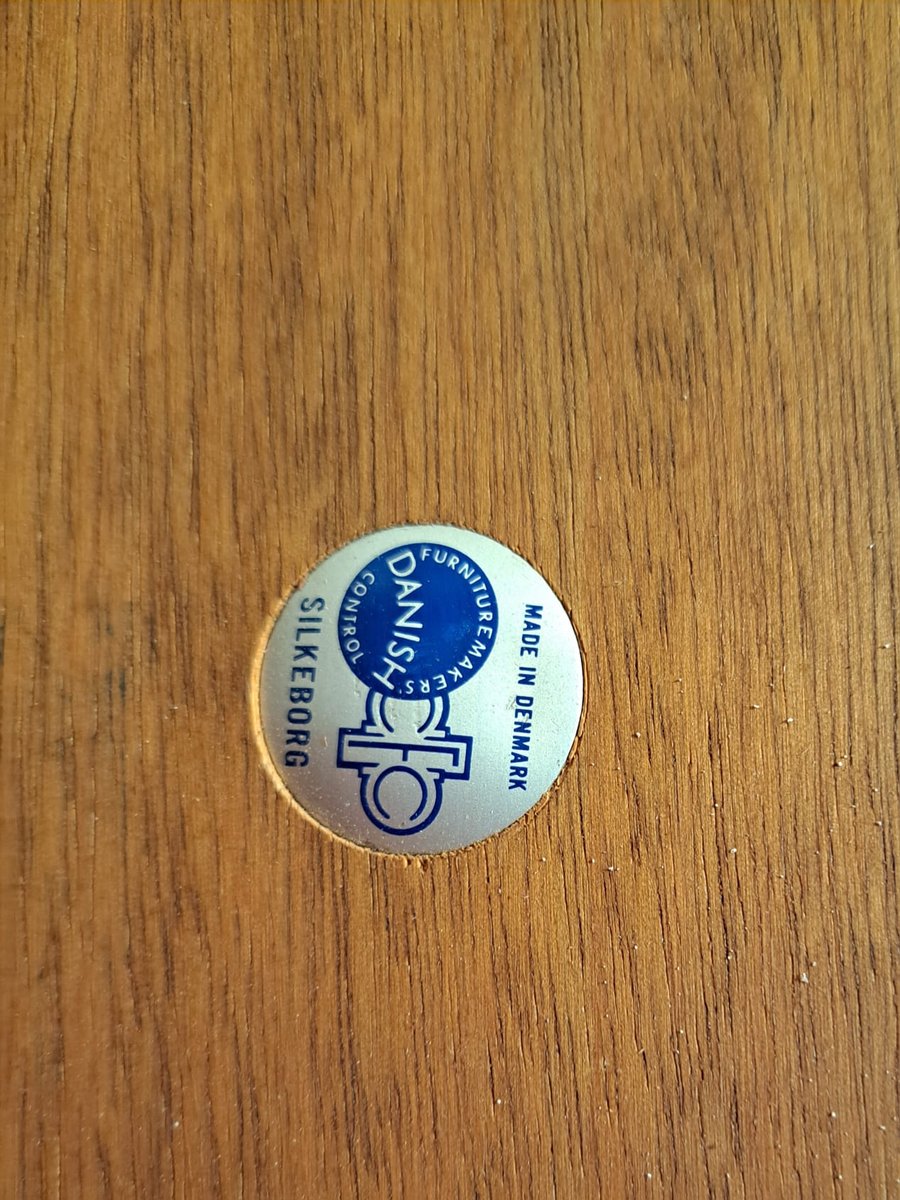 MADE IN DENMARK
FURNITUREMAKERS'
DANISH
CONTROL
SILKEBORG